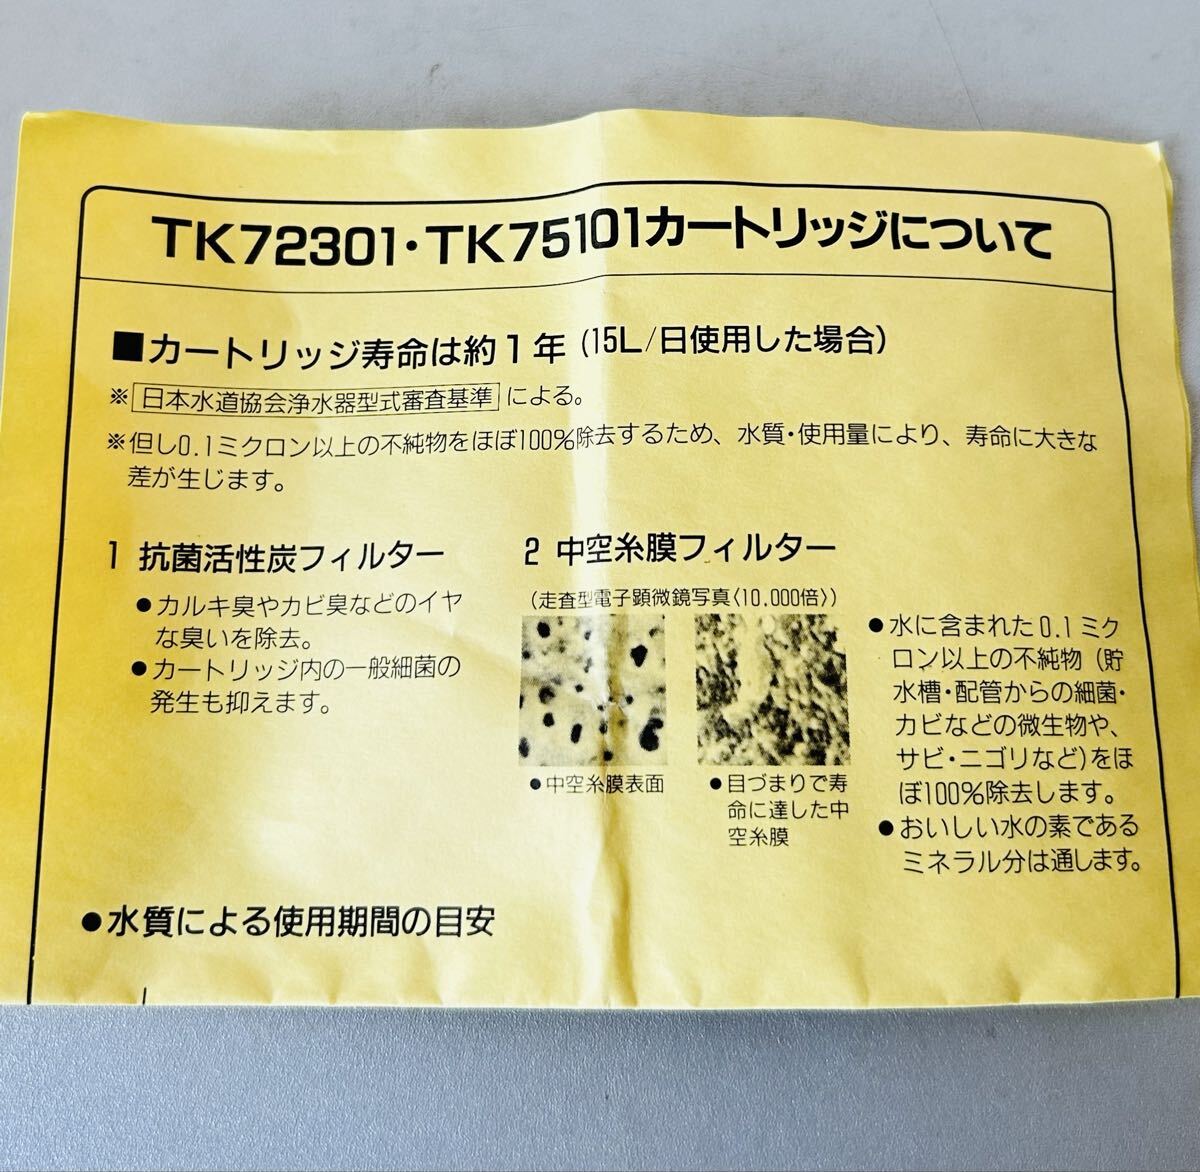 TK72301・TK75101カートリッジについて
■カートリッジ寿命は約1年(15L/日使用した場合)
※日本水道協会浄水器型式審査基準による。
※但し0.1ミクロン以上の不純物をほぼ100%除去するため、水質・使用量により、寿命に大きな
差が生じます。
1 抗菌活性炭フィルター
●カルキ臭やカビ臭などのイヤ
な臭いを除去。
●カートリッジ内の一般細菌の
発生も抑えます。
2 中空糸膜フィルター
(走査型電子顕微鏡写真〈10,000倍〉)
●中空糸膜表面
●目づまりで寿
命に達した中
空糸膜
●水に含まれた0.1ミク
ロン以上の不純物(貯
水槽・配管からの細菌・
カビなどの微生物や、
サビ・ニゴリなど)をほ
ぼ100%除去します。
●おいしい水の素である
ミネラル分は通します。
●水質による使用期間の目安